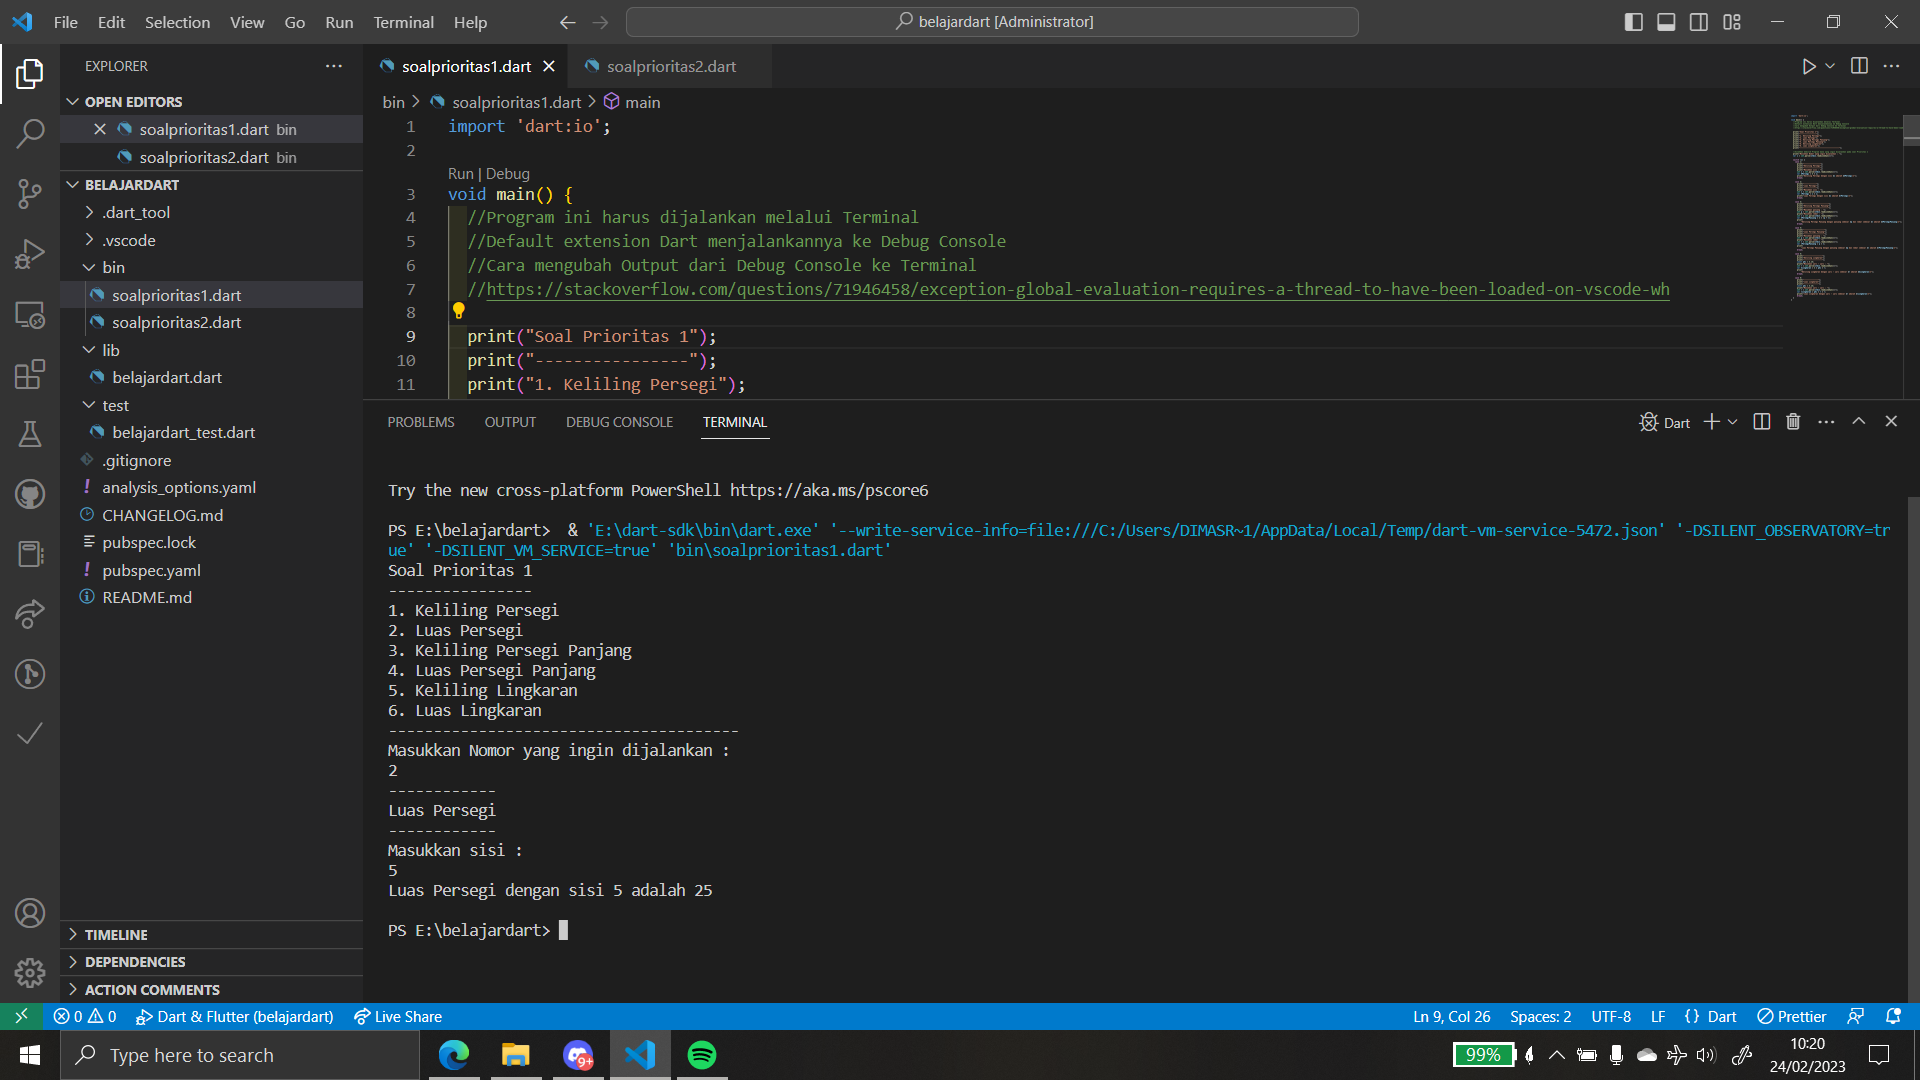 File Edit Selection View Go Run Terminal Help
belajardart [Administrator]
EXPLORER
OPEN EDITORS
soalprioritas1.dart bin
soalprioritas2.dart bin
BELAJARDART
.dart_tool
.vscode
bin
soalprioritas1.dart
soalprioritas2.dart
lib
belajardart.dart
test
belajardart_test.dart
.gitignore
analysis_options.yaml
CHANGELOG.md
pubspec.lock
pubspec.yaml
README.md
TIMELINE
DEPENDENCIES
ACTION COMMENTS
soalprioritas1.dart
soalprioritas2.dart
bin > soalprioritas1.dart > main
1 import 'dart:io';
2
Run | Debug
3 void main() {
4 //Program ini harus dijalankan melalui Terminal
5 //Default extension Dart menjalankannya ke Debug Console
6 //Cara mengubah Output dari Debug Console ke Terminal
7 //https://stackoverflow.com/questions/71946458/exception-global-evaluation-requires-a-thread-to-have-been-loaded-on-vscode-wh
8
9 print("Soal Prioritas 1");
10 print("----------------");
11 print("1. Keliling Persegi");
PROBLEMS OUTPUT DEBUG CONSOLE TERMINAL
Dart
Try the new cross-platform PowerShell https://aka.ms/pscore6
PS E:\belajardart>  & 'E:\dart-sdk\bin\dart.exe' '--write-service-info=file:///C:/Users/DIMASR~1/AppData/Local/Temp/dart-vm-service-5472.json' '-DSILENT_OBSERVATORY=tr
ue' '-DSILENT_VM_SERVICE=true' 'bin\soalprioritas1.dart'
Soal Prioritas 1
----------------
1. Keliling Persegi
2. Luas Persegi
3. Keliling Persegi Panjang
4. Luas Persegi Panjang
5. Keliling Lingkaran
6. Luas Lingkaran
---------------------------------------
Masukkan Nomor yang ingin dijalankan :
2
------------
Luas Persegi
------------
Masukkan sisi :
5
Luas Persegi dengan sisi 5 adalah 25
PS E:\belajardart>
0 0 Dart & Flutter (belajardart) Live Share
Ln 9, Col 26 Spaces: 2 UTF-8 LF {} Dart Prettier
Type here to search
9+
99%
10:20
24/02/2023